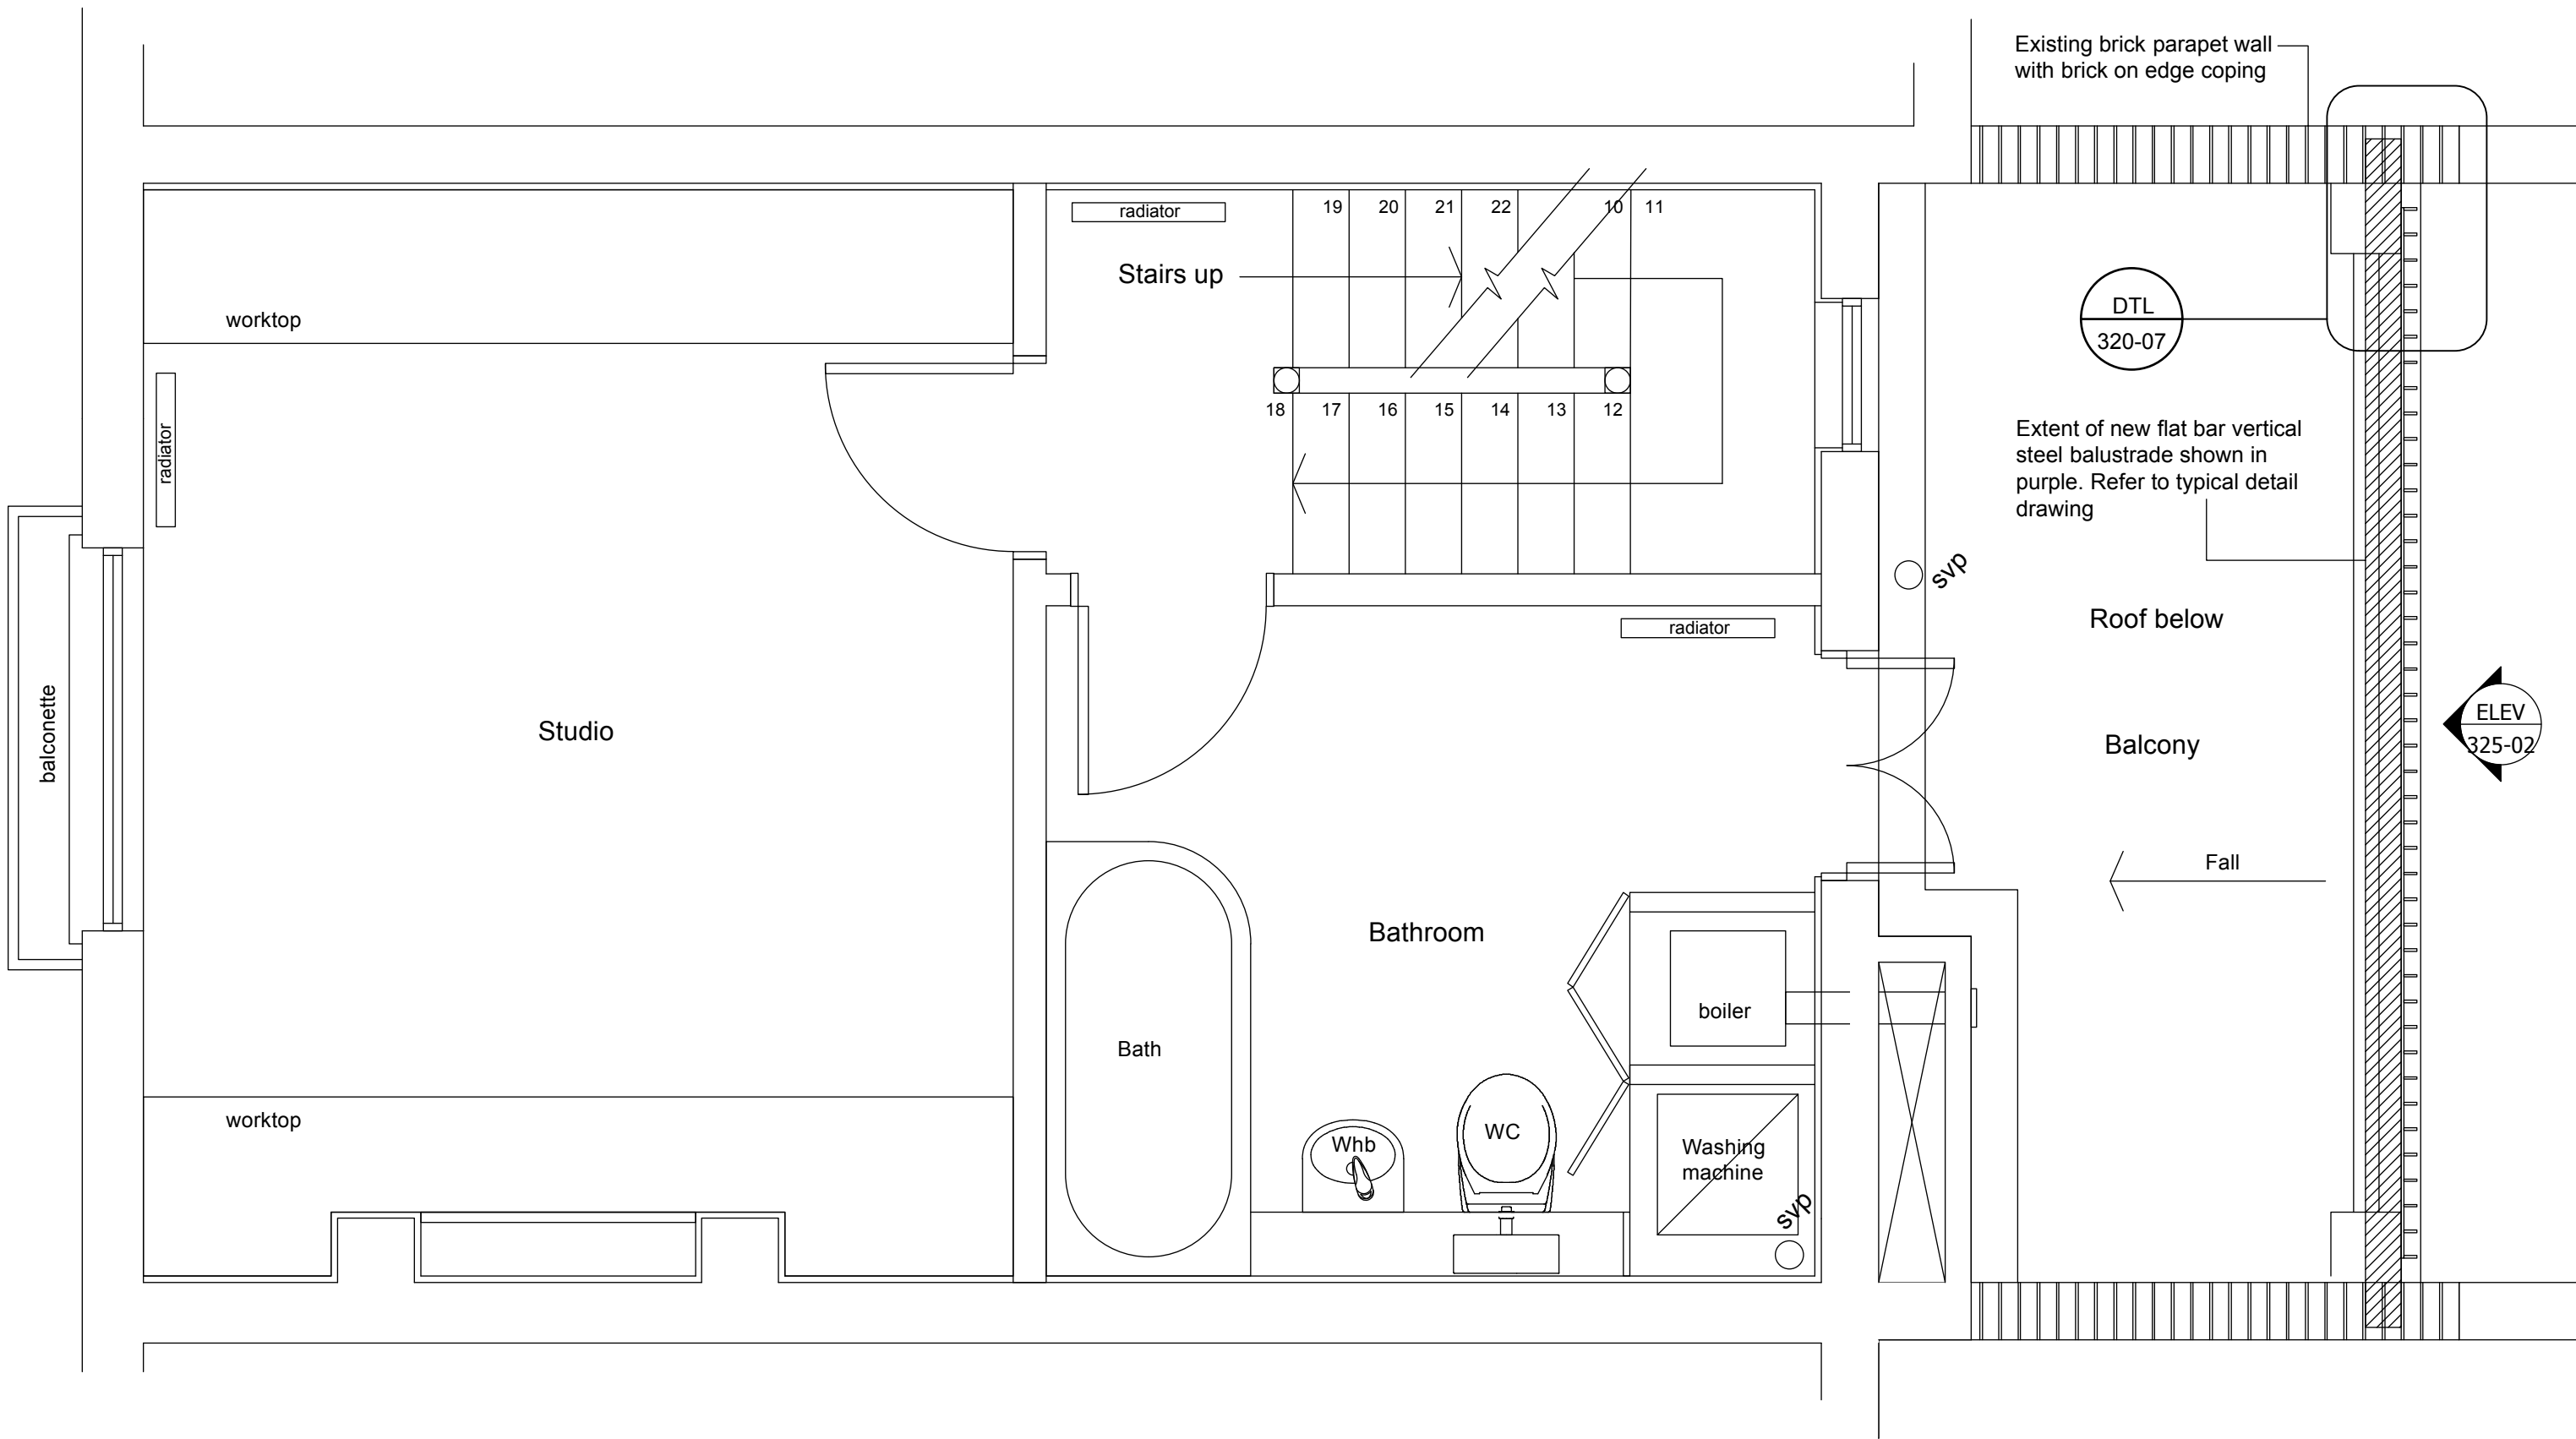 Existing brick parapet wall
with brick on edge coping
radiator
19 20 21 22 10 11
Stairs up
worktop
DTL
320-07
18 17 16 15 14 13 12
radiator
Extent of new flat bar vertical
steel balustrade shown in
purple. Refer to typical detail
drawing
svp
Roof below
radiator
balconette
Studio
Balcony
ELEV
325-02
Fall
Bathroom
boiler
Bath
worktop
Whb
WC
Washing
machine
svp